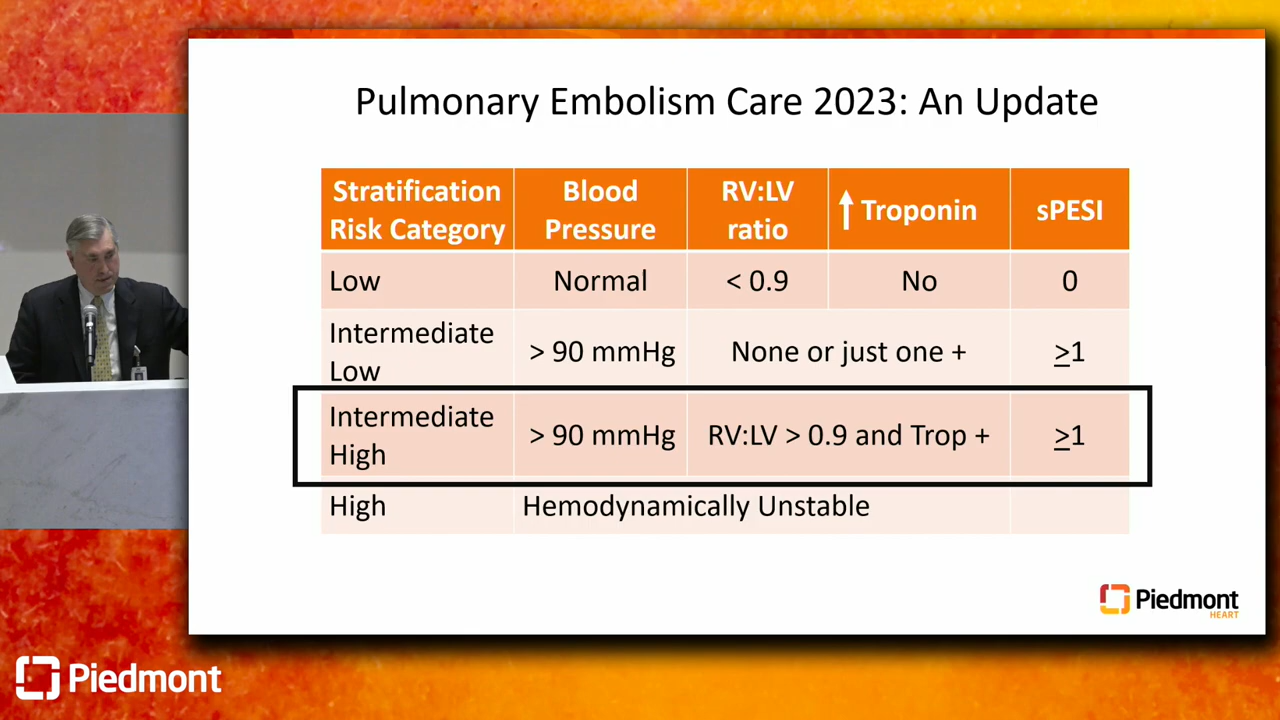 Pulmonary Embolism Care 2023: An Update
Stratification Risk Category Blood Pressure RV:LV ratio ↑ Troponin sPESI
Low Normal < 0.9 No 0
Intermediate Low > 90 mmHg None or just one + ≥1
Intermediate High > 90 mmHg RV:LV > 0.9 and Trop + ≥1
High Hemodynamically Unstable
Piedmont
HEART
Piedmont